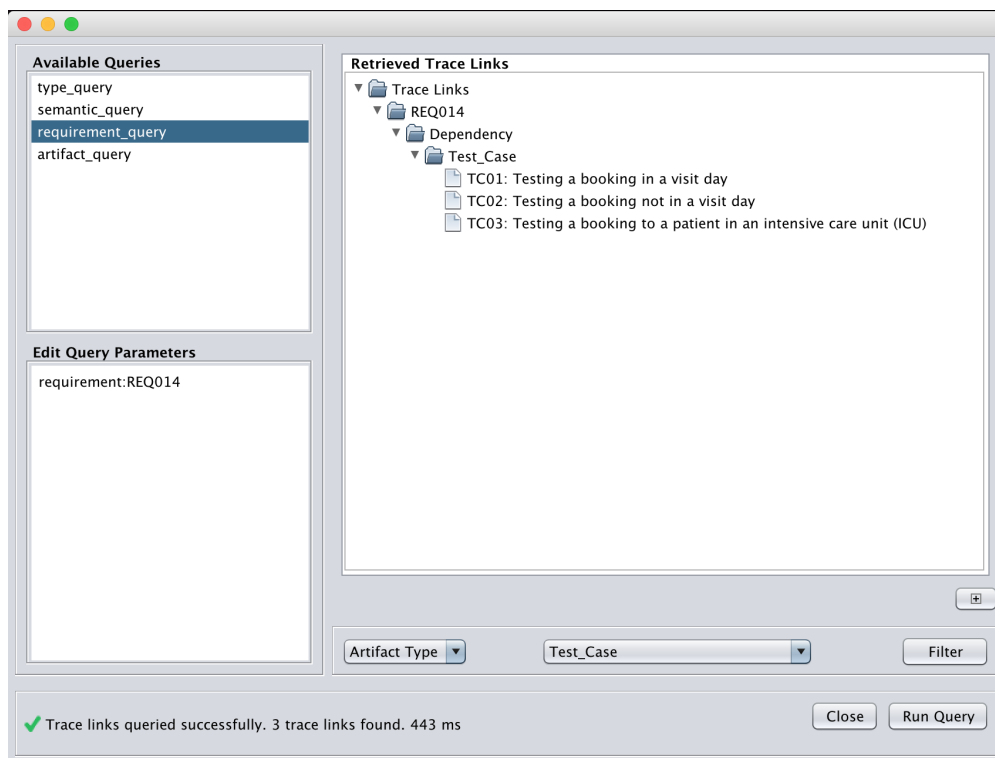 Available Queries
type_query
semantic_query
requirement_query
artifact_query
Edit Query Parameters
requirement:REQ014
Retrieved Trace Links
Trace Links
REQ014
Dependency
Test_Case
TC01: Testing a booking in a visit day
TC02: Testing a booking not in a visit day
TC03: Testing a booking to a patient in an intensive care unit (ICU)
Artifact Type
Test_Case
Filter
Trace links queried successfully. 3 trace links found. 443 ms
Close
Run Query